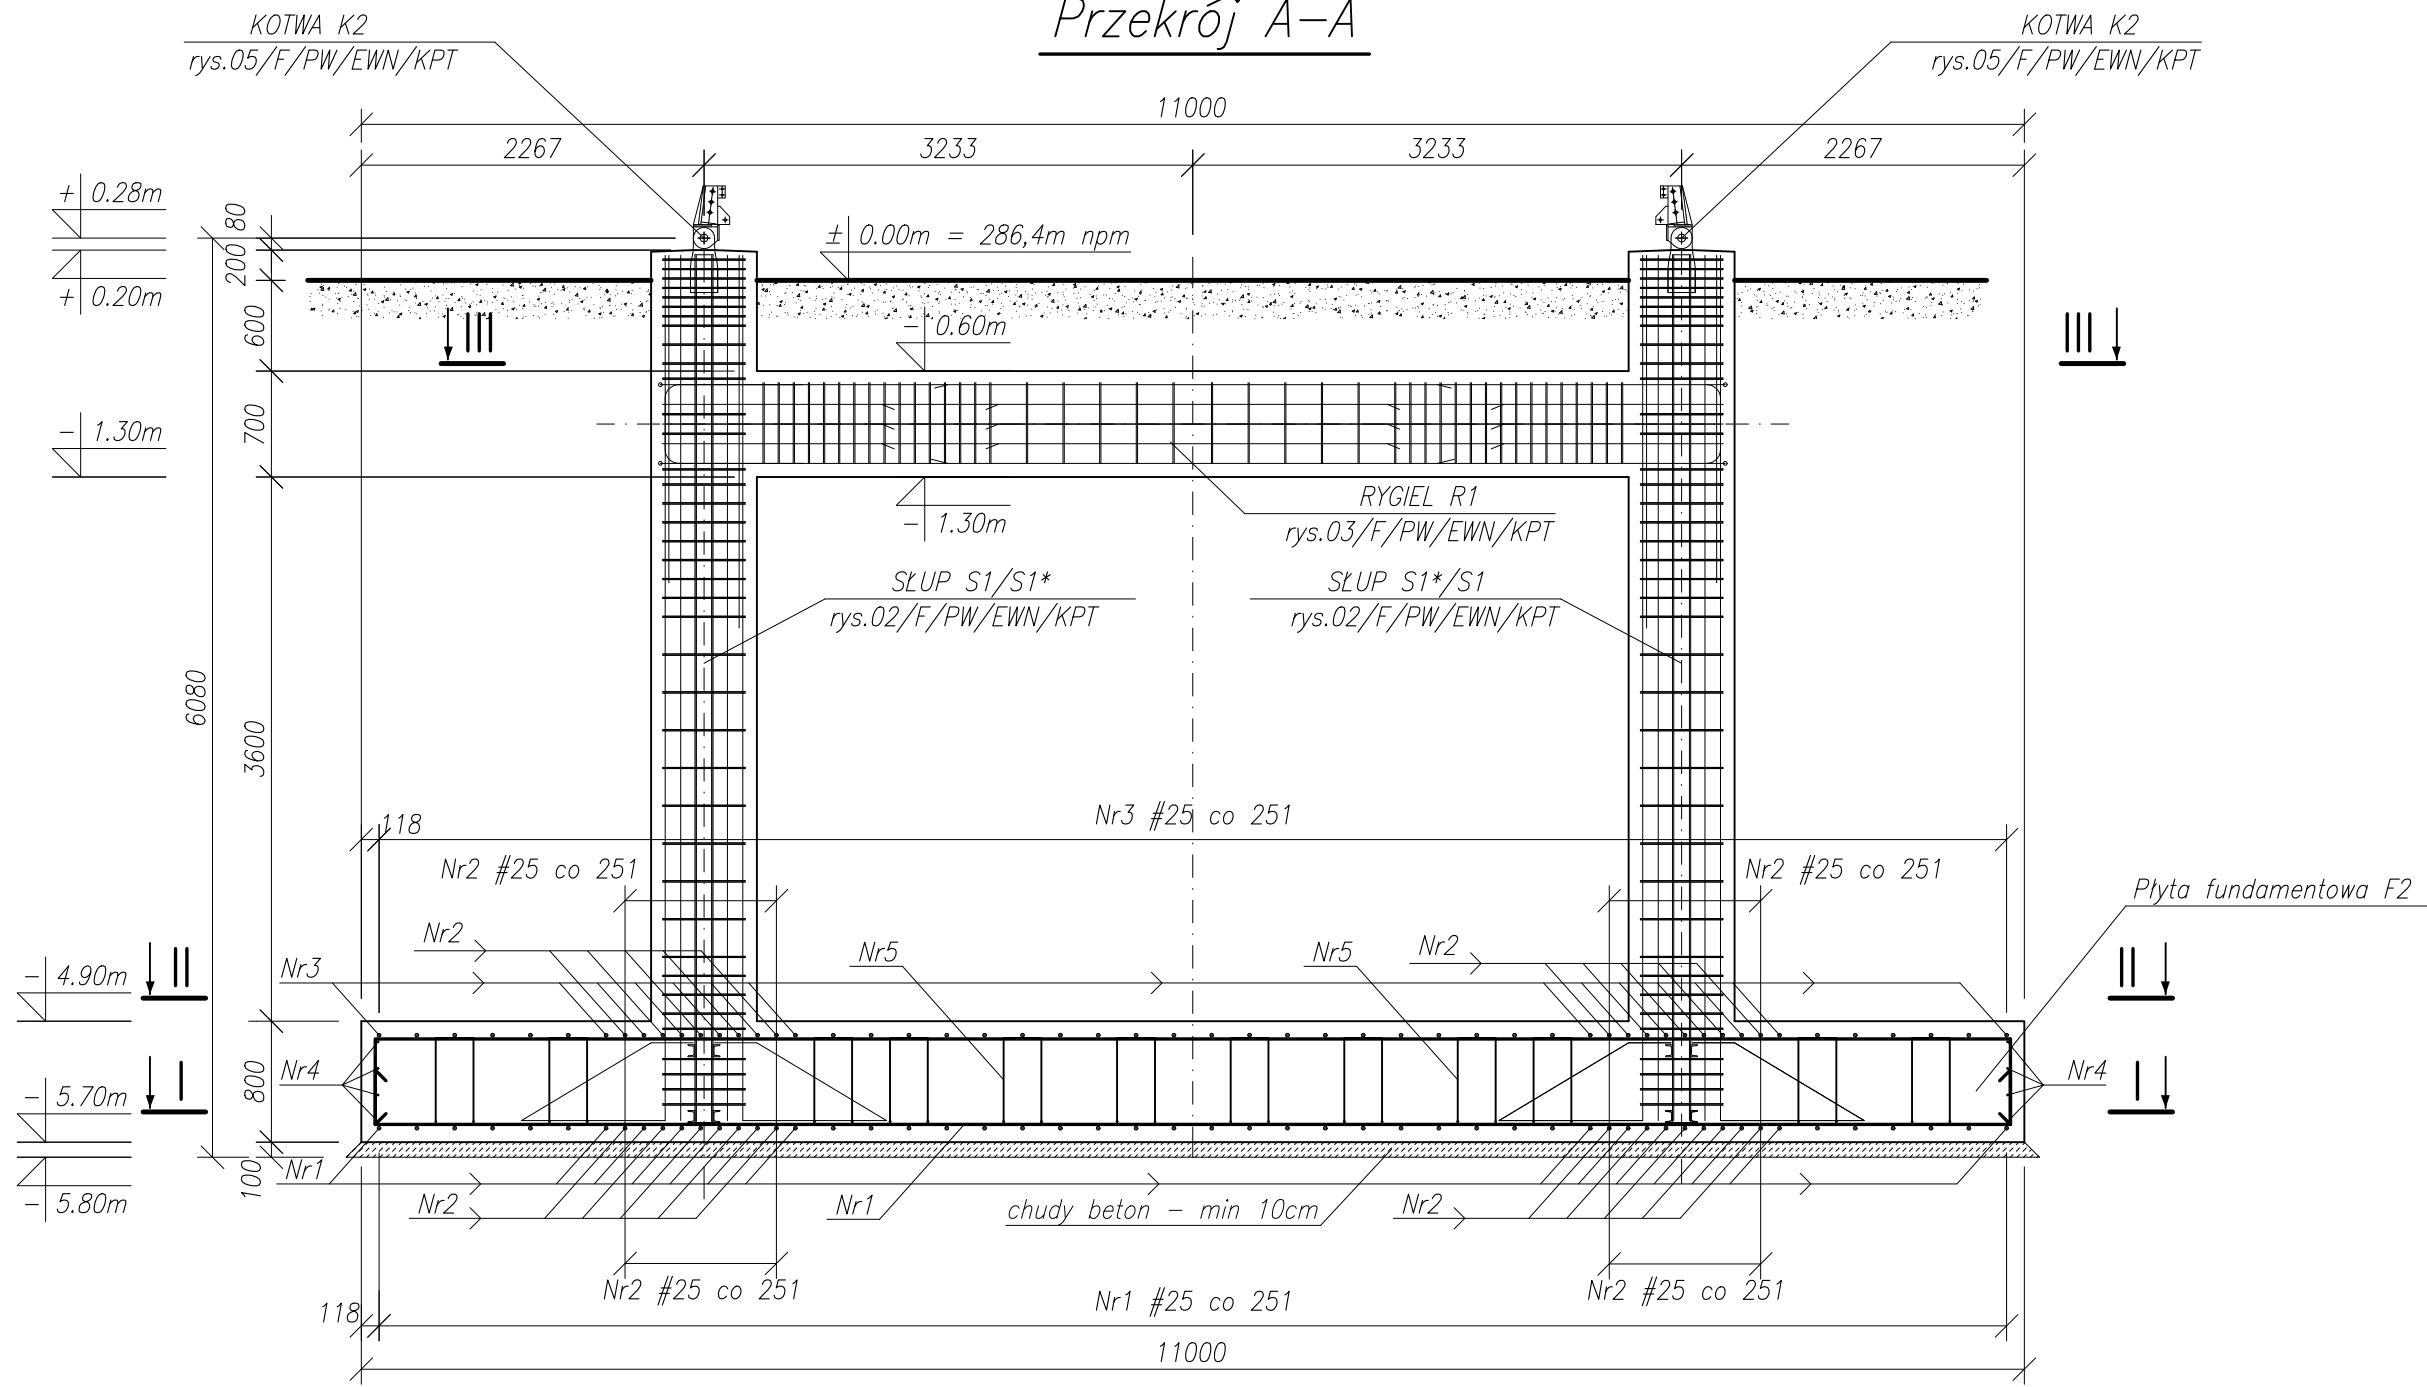 Przekrój A-A
KOTWA K2
rys.05/F/PW/EWN/KPT
KOTWA K2
rys.05/F/PW/EWN/KPT
11000
2267
3233
3233
2267
+ 0.28m
80
± 0.00m = 286,4m npm
200
+ 0.20m
600
- 0.60m
III
III
- 1.30m
700
RYGIEL R1
rys.03/F/PW/EWN/KPT
- 1.30m
SŁUP S1/S1*
rys.02/F/PW/EWN/KPT
SŁUP S1*/S1
rys.02/F/PW/EWN/KPT
6080
3600
118
Nr3 #25 co 251
Nr2 #25 co 251
Nr2 #25 co 251
Płyta fundamentowa F2
Nr2
Nr5
Nr5
Nr2
- 4.90m
II
Nr3
II
Nr4
Nr4
- 5.70m
I
800
I
100
Nr1
- 5.80m
Nr2
Nr1
chudy beton - min 10cm
Nr2
Nr2 #25 co 251
Nr2 #25 co 251
118
Nr1 #25 co 251
11000